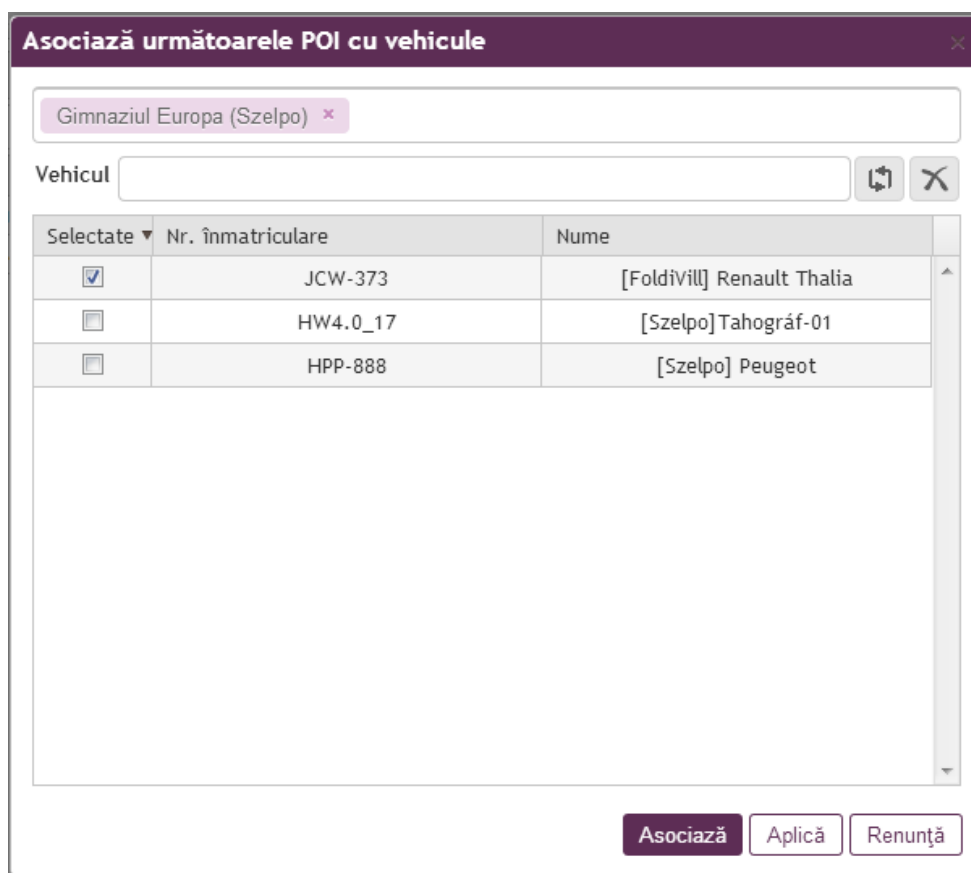 Asociază următoarele POI cu vehicule
Gimnaziul Europa (Szelpo)
Vehicul
Selectate Nr. înmatriculare Nume
JCW-373 [FoldiVill] Renault Thalia
HW4.0_17 [Szelpo]Tahográf-01
HPP-888 [Szelpo] Peugeot
Asociază Aplică Renunţă